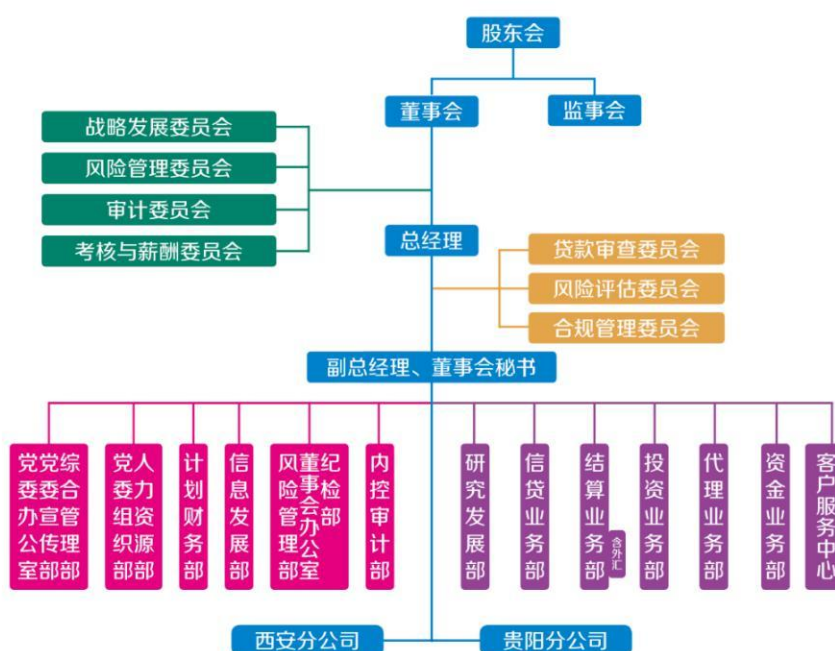 股东会
董事会
监事会
战略发展委员会
风险管理委员会
审计委员会
考核与薪酬委员会
总经理
贷款审查委员会
风险评估委员会
合规管理委员会
副总经理、董事会秘书
综合管理部
党委宣传部
党委办公室
人力资源部
党委组织部
计划财务部
信息发展部
纪检部
董事会办公室
风险管理部
内控审计部
研究发展部
信贷业务部
结算业务部
含外汇
投资业务部
代理业务部
资金业务部
客户服务中心
西安分公司
贵阳分公司